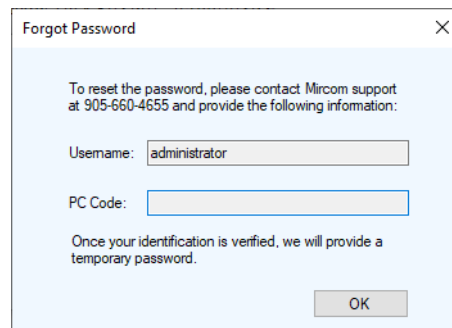 Forgot Password
To reset the password, please contact Mircom support
at 905-660-4655 and provide the following information:
Username: administrator
PC Code:
Once your identification is verified, we will provide a
temporary password.
OK